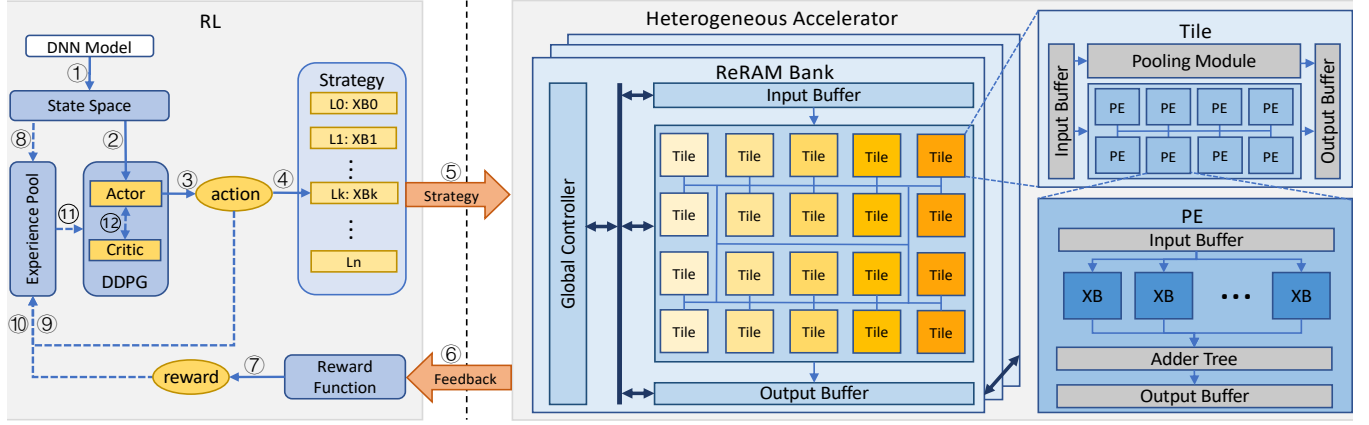 RL
DNN Model
①
State Space
⑧
②
Experience Pool
⑪
Actor
⑫
Critic
DDPG
③
action
④
Strategy
L0: XB0
L1: XB1
⋮
Lk: XBk
⋮
Ln
⑤
Strategy
⑩ ⑨
reward
⑦
Reward
Function
⑥
Feedback
Heterogeneous Accelerator
ReRAM Bank
Global Controller
Input Buffer
Tile Tile Tile Tile Tile
Tile Tile Tile Tile Tile
Tile Tile Tile Tile Tile
Tile Tile Tile Tile Tile
Output Buffer
Tile
Input Buffer
Pooling Module
PE PE PE PE
PE PE PE PE
Output Buffer
PE
Input Buffer
XB XB ••• XB
Adder Tree
Output Buffer